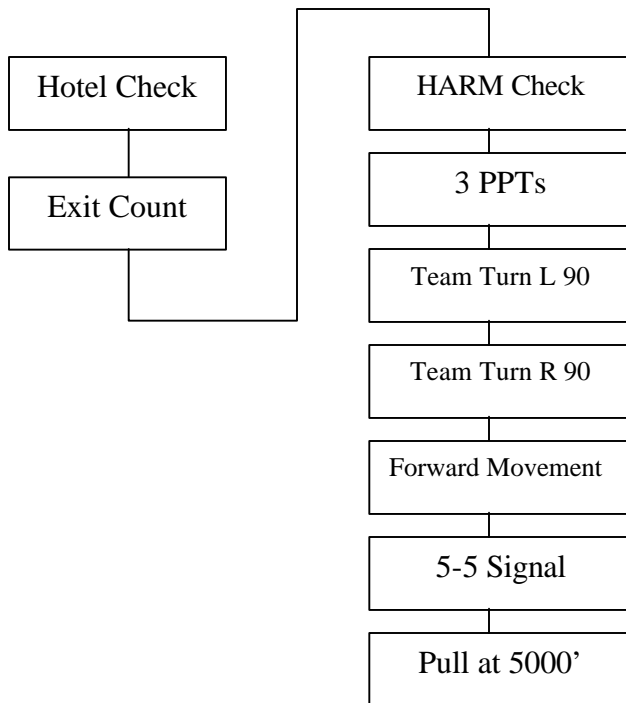 Hotel Check
Exit Count
HARM Check
3 PPTs
Team Turn L 90
Team Turn R 90
Forward Movement
5-5 Signal
Pull at 5000’